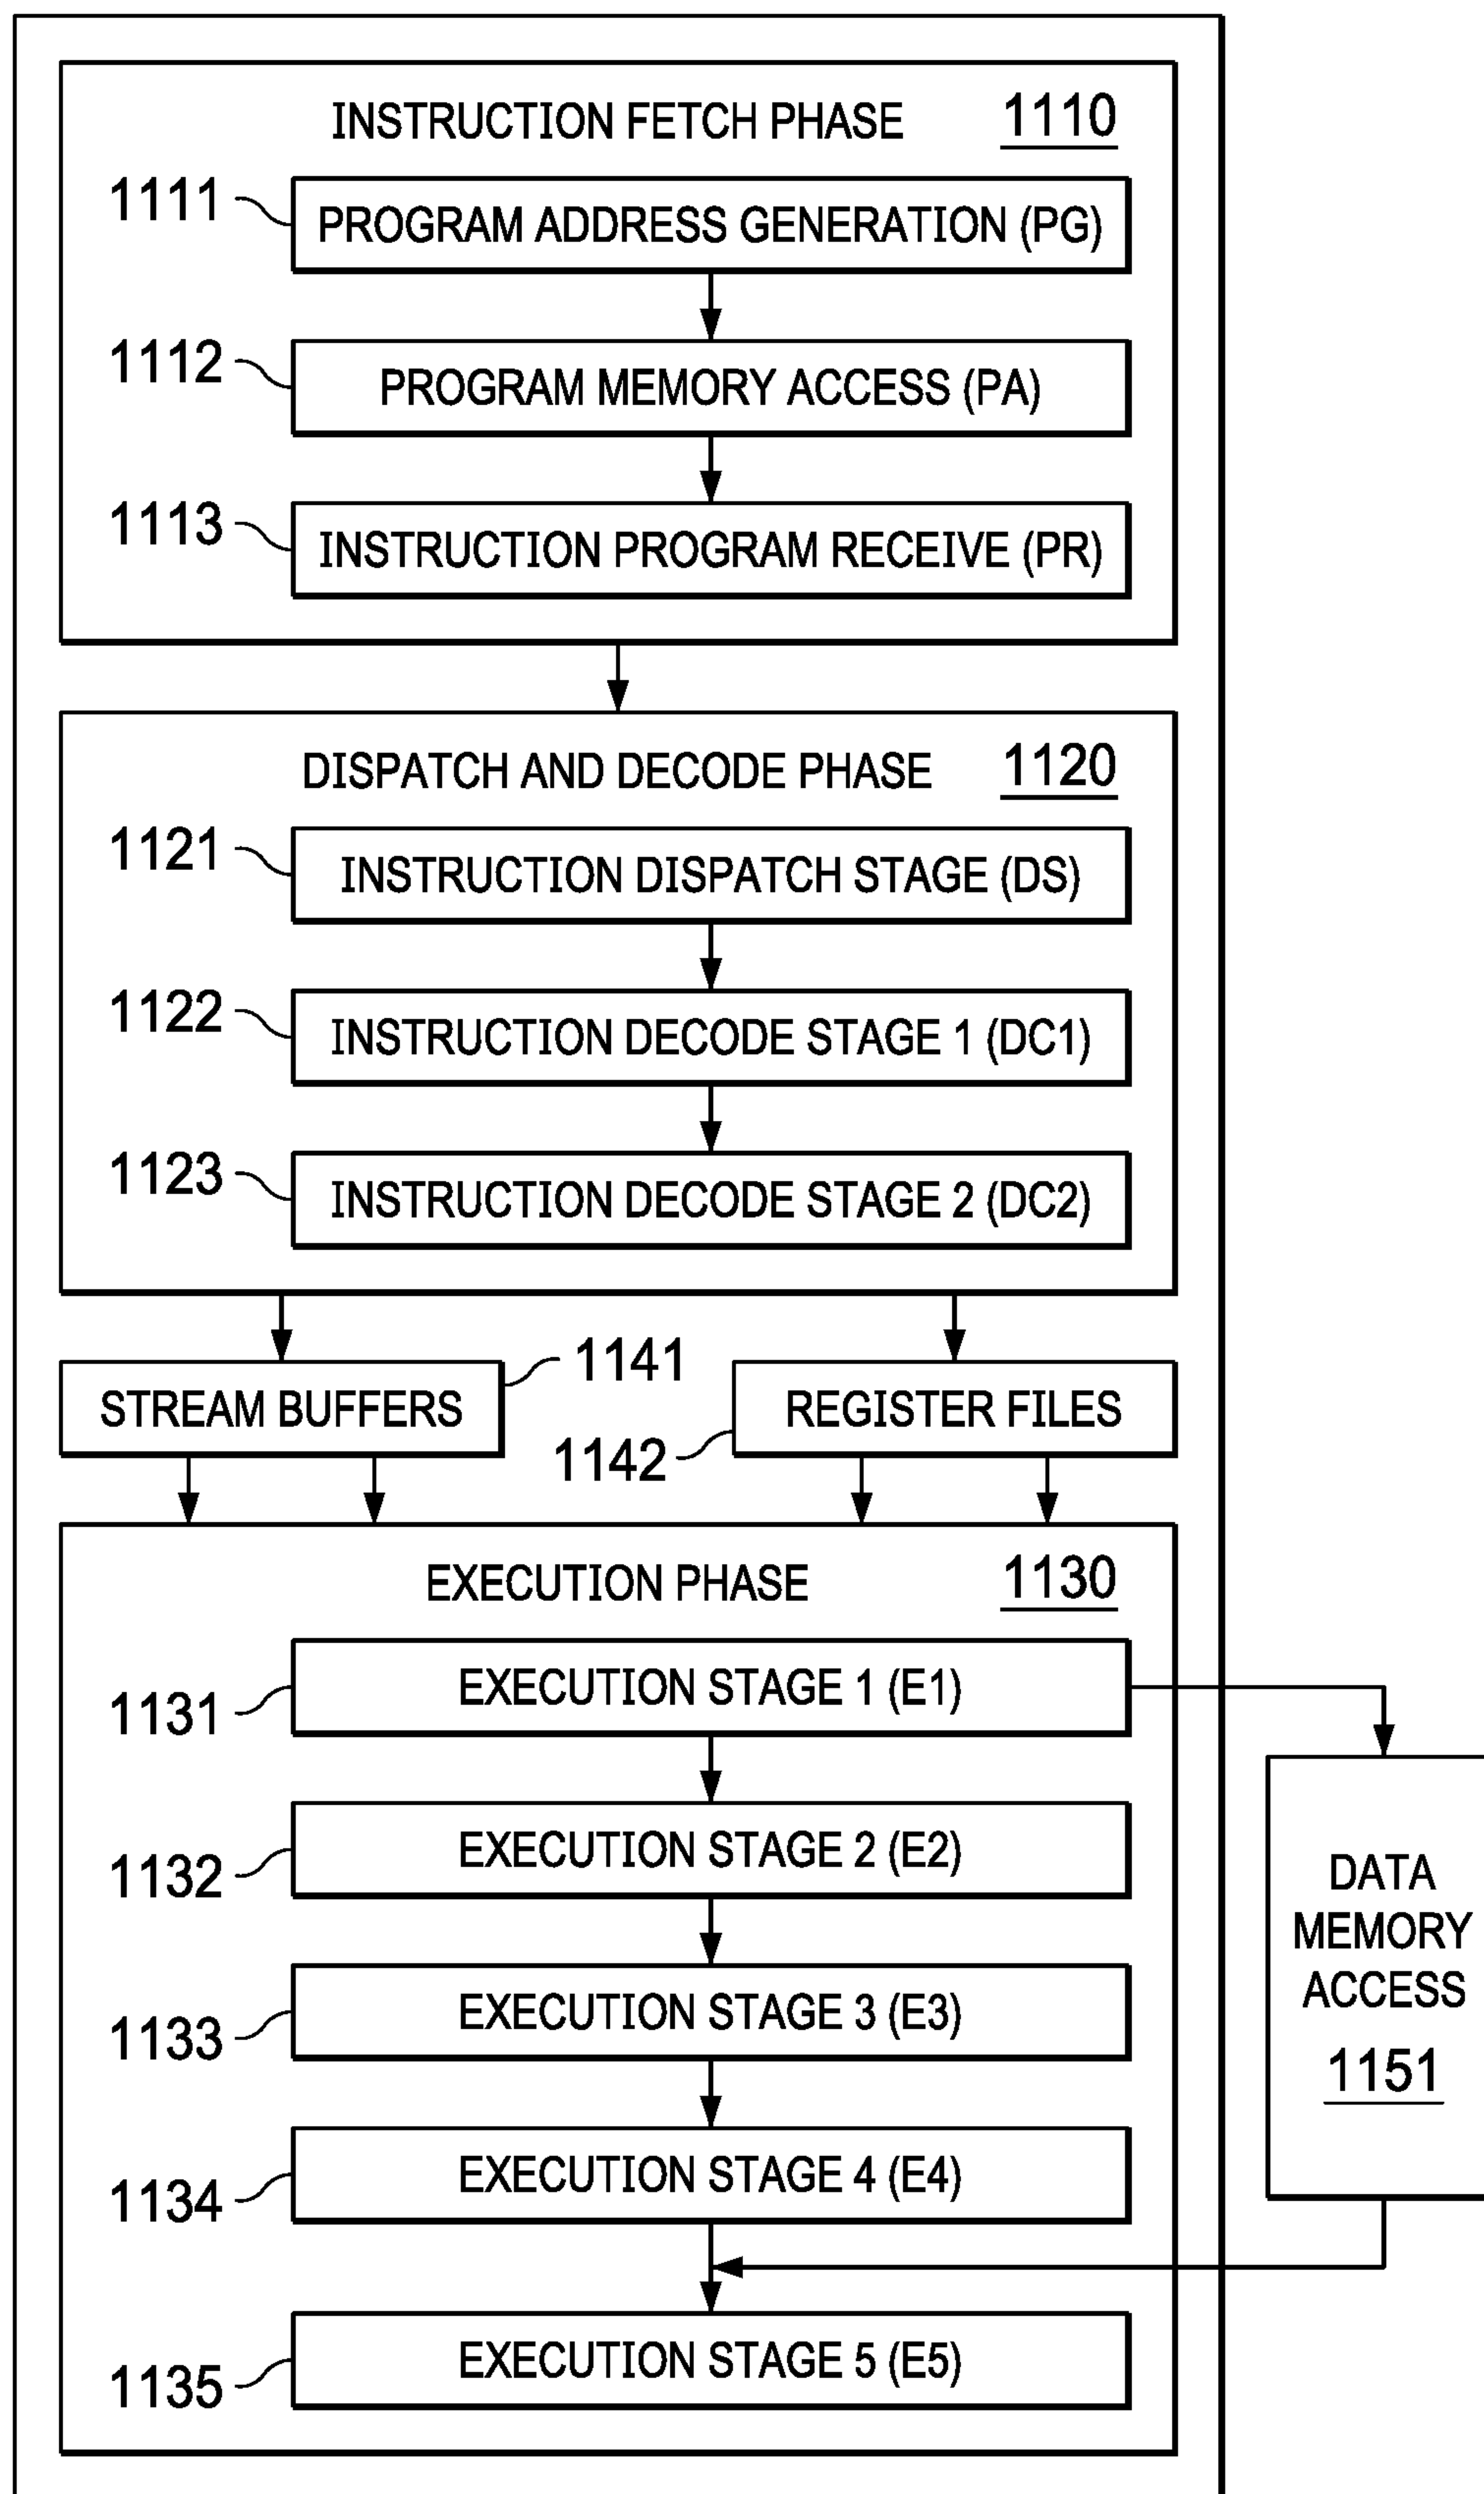 INSTRUCTION FETCH PHASE 1110
1111 PROGRAM ADDRESS GENERATION (PG)
1112 PROGRAM MEMORY ACCESS (PA)
1113 INSTRUCTION PROGRAM RECEIVE (PR)
DISPATCH AND DECODE PHASE 1120
1121 INSTRUCTION DISPATCH STAGE (DS)
1122 INSTRUCTION DECODE STAGE 1 (DC1)
1123 INSTRUCTION DECODE STAGE 2 (DC2)
STREAM BUFFERS 1141
1142 REGISTER FILES
EXECUTION PHASE 1130
1131 EXECUTION STAGE 1 (E1)
1132 EXECUTION STAGE 2 (E2)
1133 EXECUTION STAGE 3 (E3)
1134 EXECUTION STAGE 4 (E4)
1135 EXECUTION STAGE 5 (E5)
DATA
MEMORY
ACCESS
1151